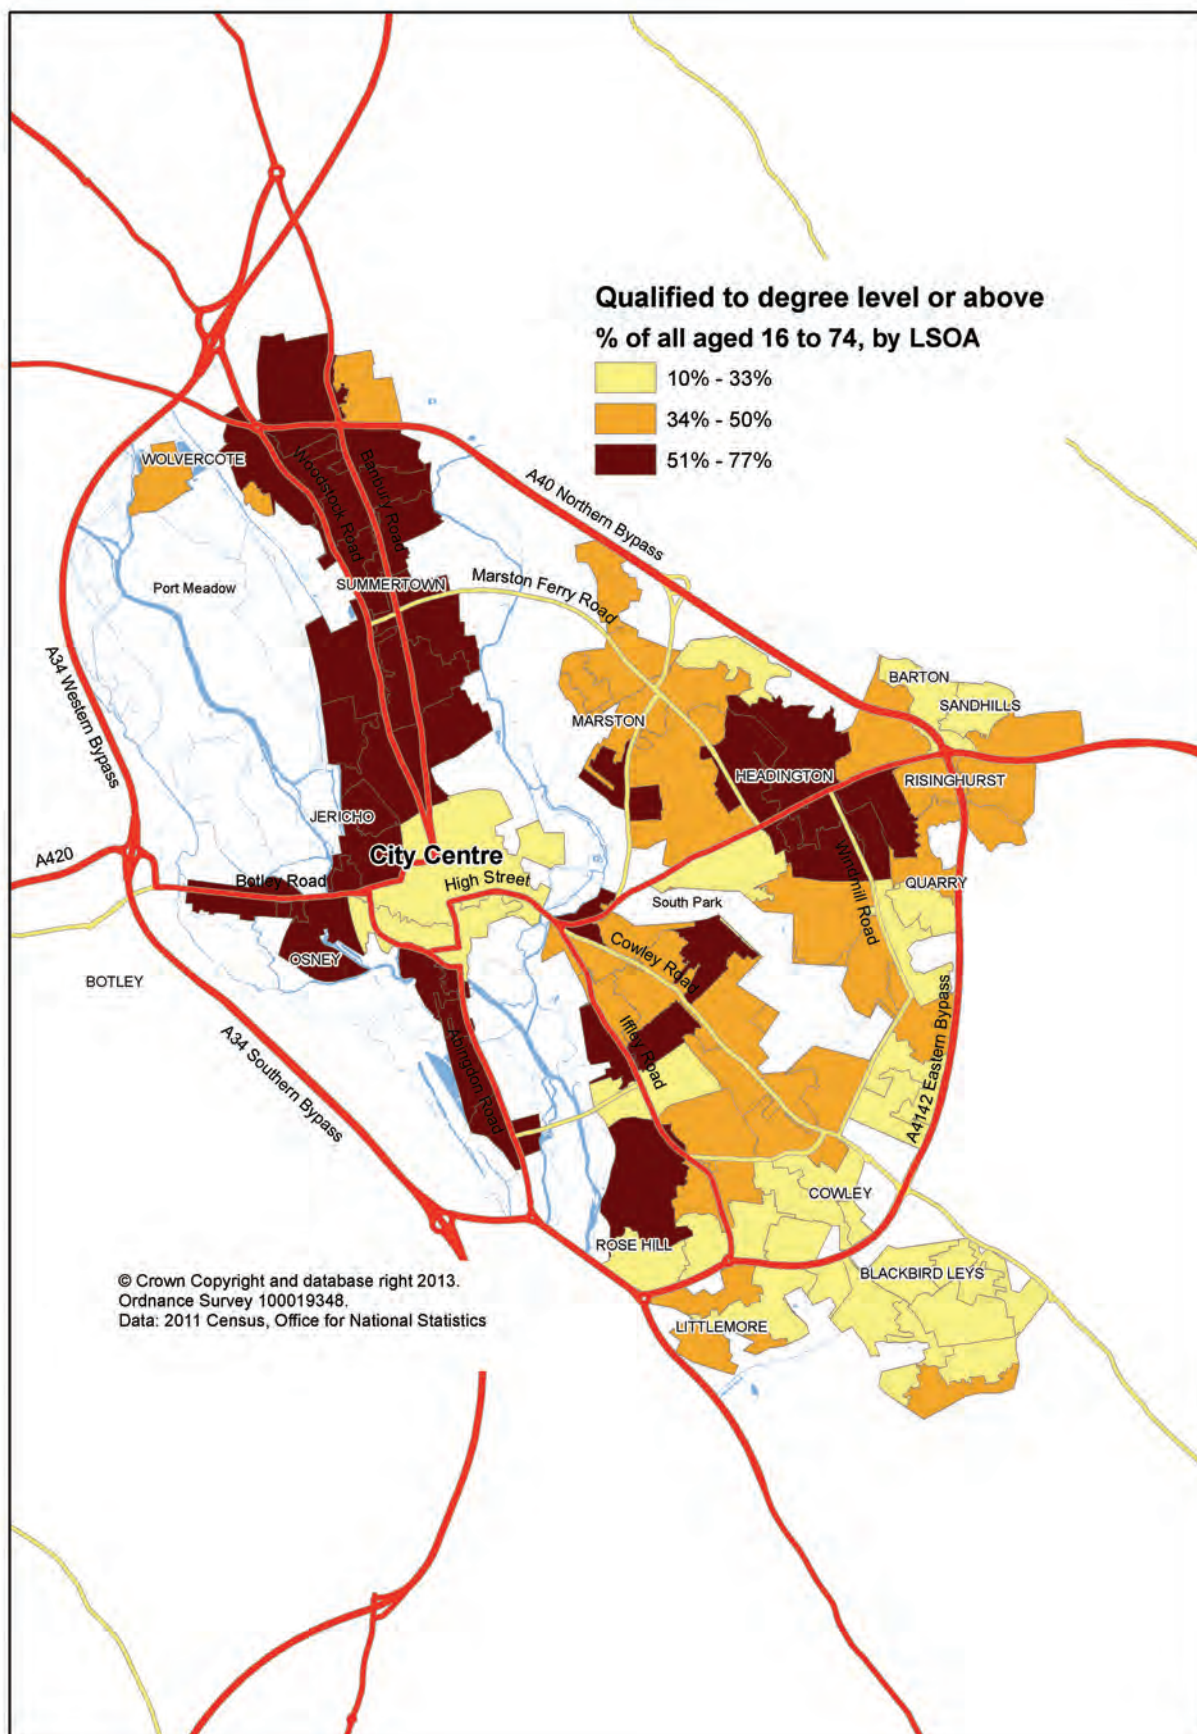 Qualified to degree level or above
% of all aged 16 to 74, by LSOA
10% - 33%
34% - 50%
51% - 77%
WOLVERCOTE
Woodstock Road
Banbury Road
A40 Northern Bypass
Port Meadow
SUMMERTOWN
Marston Ferry Road
A34 Western Bypass
BARTON
SANDHILLS
MARSTON
HEADINGTON
RISINGHURST
JERICHO
A420
City Centre
Botley Road
High Street
Windmill Road
QUARRY
South Park
Cowley Road
OSNEY
BOTLEY
Iffley Road
Abingdon Road
A34 Southern Bypass
A4142 Eastern Bypass
COWLEY
ROSE HILL
BLACKBIRD LEYS
LITTLEMORE
© Crown Copyright and database right 2013.
Ordnance Survey 100019348.
Data: 2011 Census, Office for National Statistics